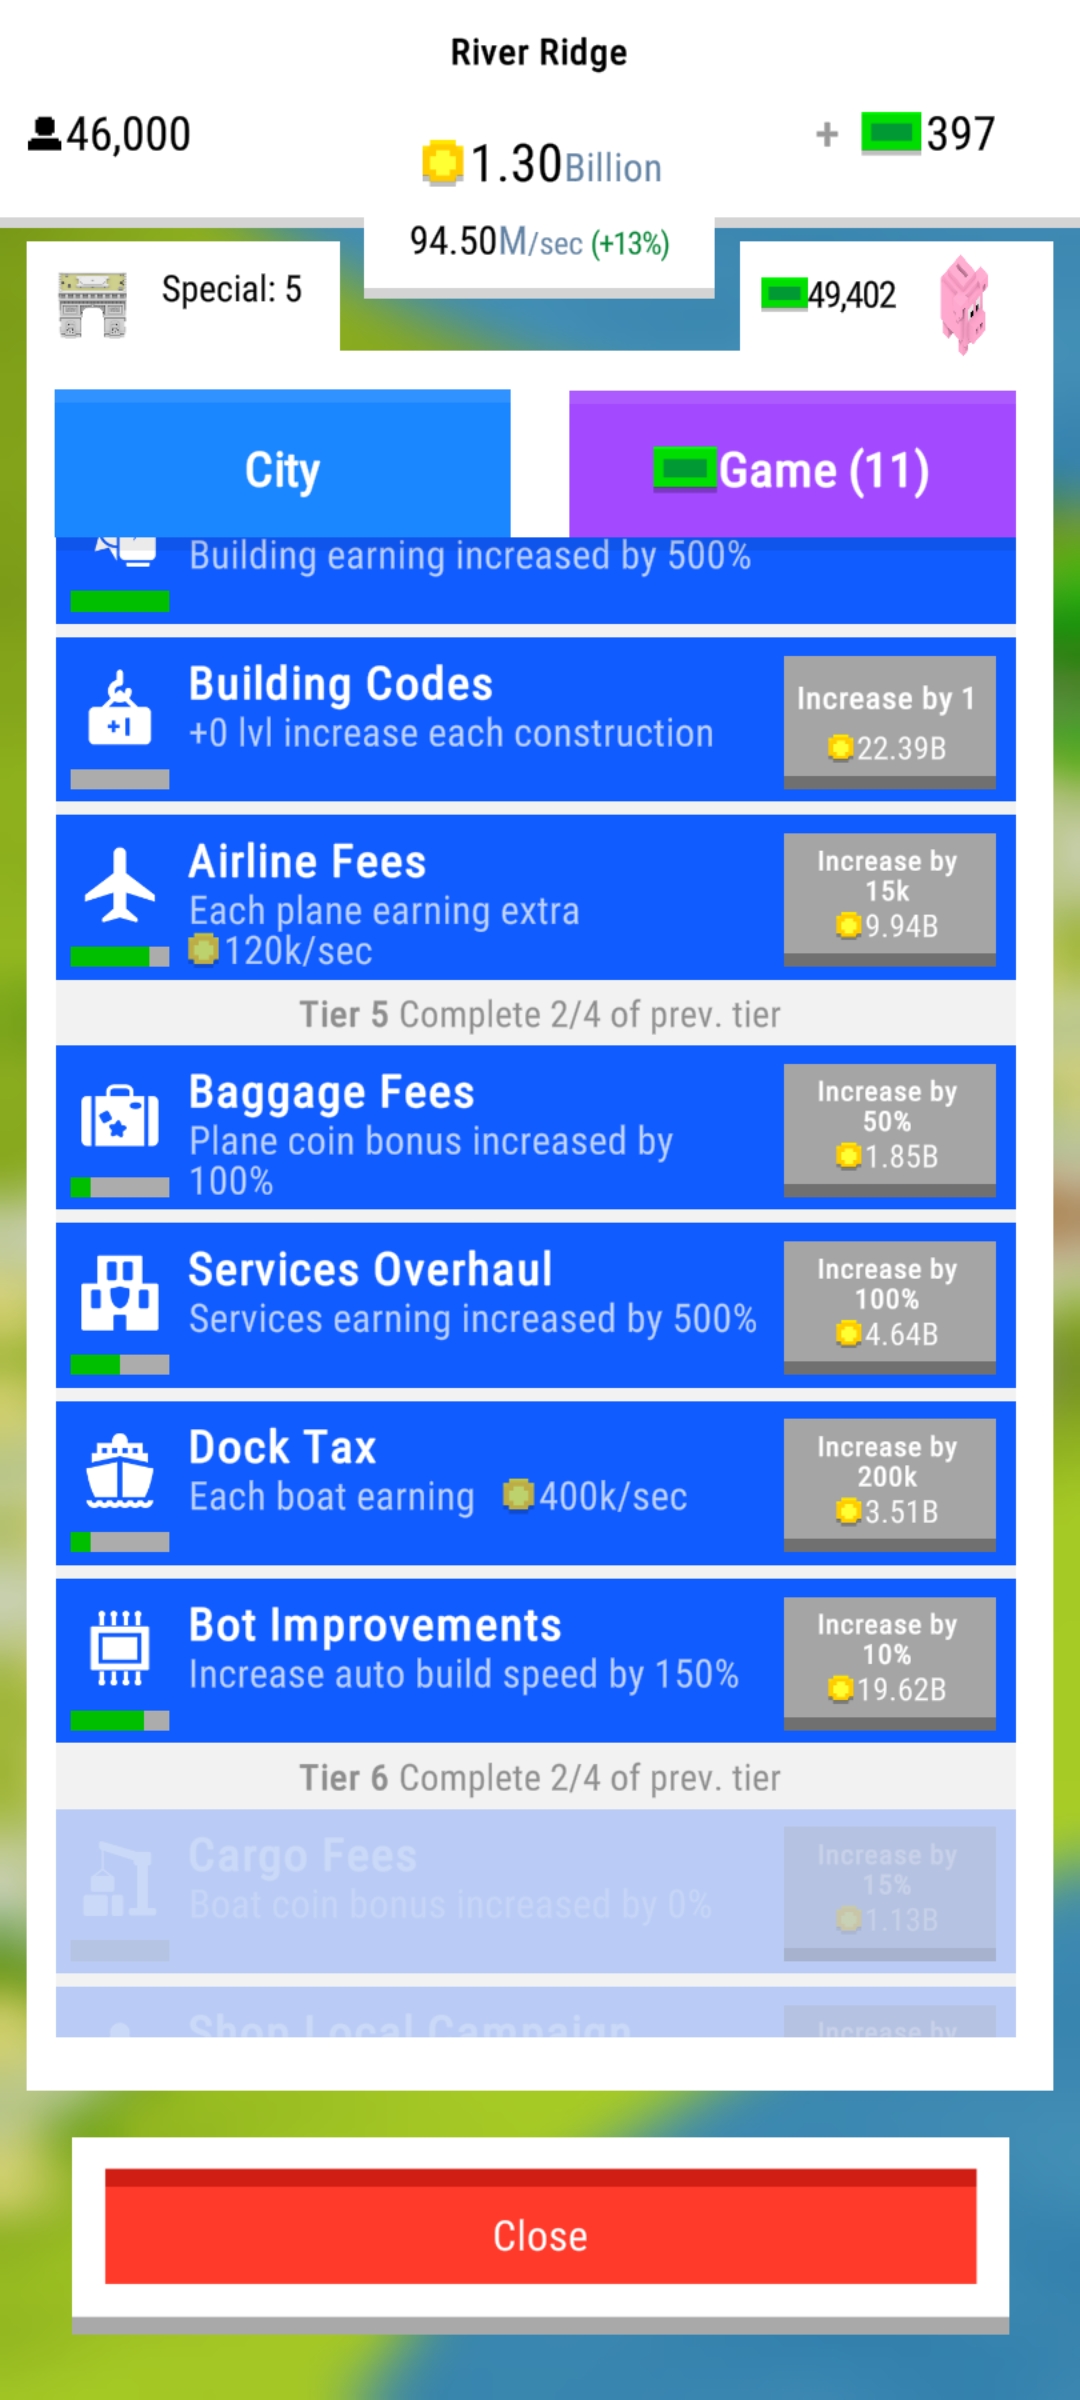 River Ridge
46,000
1.30Billion
+ 397
94.50M/sec (+13%)
Special: 5
49,402
City
Game (11)
Building earning increased by 500%
Building Codes
+0 lvl increase each construction
+1
Increase by 1
22.39B
Airline Fees
Each plane earning extra
120k/sec
Increase by
15k
9.94B
Tier 5 Complete 2/4 of prev. tier
Baggage Fees
Plane coin bonus increased by
100%
Increase by
50%
1.85B
Services Overhaul
Services earning increased by 500%
Increase by
100%
4.64B
Dock Tax
Each boat earning 400k/sec
Increase by
200k
3.51B
Bot Improvements
Increase auto build speed by 150%
Increase by
10%
19.62B
Tier 6 Complete 2/4 of prev. tier
Cargo Fees
Boat coin bonus increased by 0%
Increase by
15%
1.13B
Shop Local Campaign
Increase by
Close